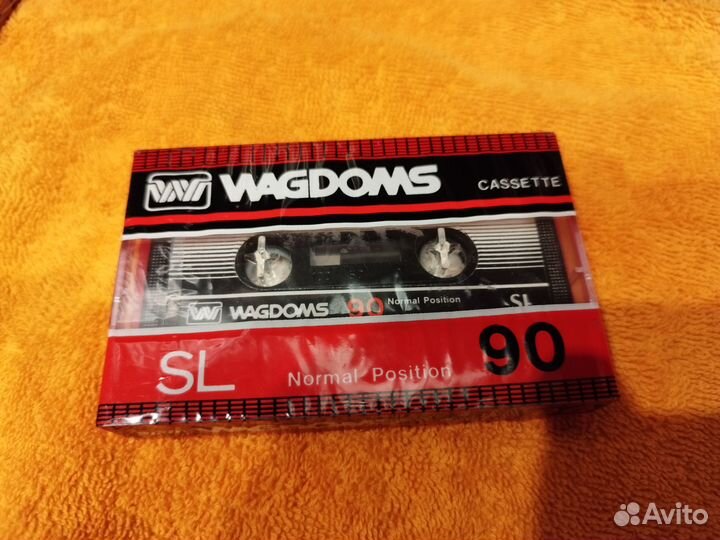 W WAGDOMS CASSETTE
W WAGDOMS 90 Normal Position SL
SL Normal Position 90
Avito